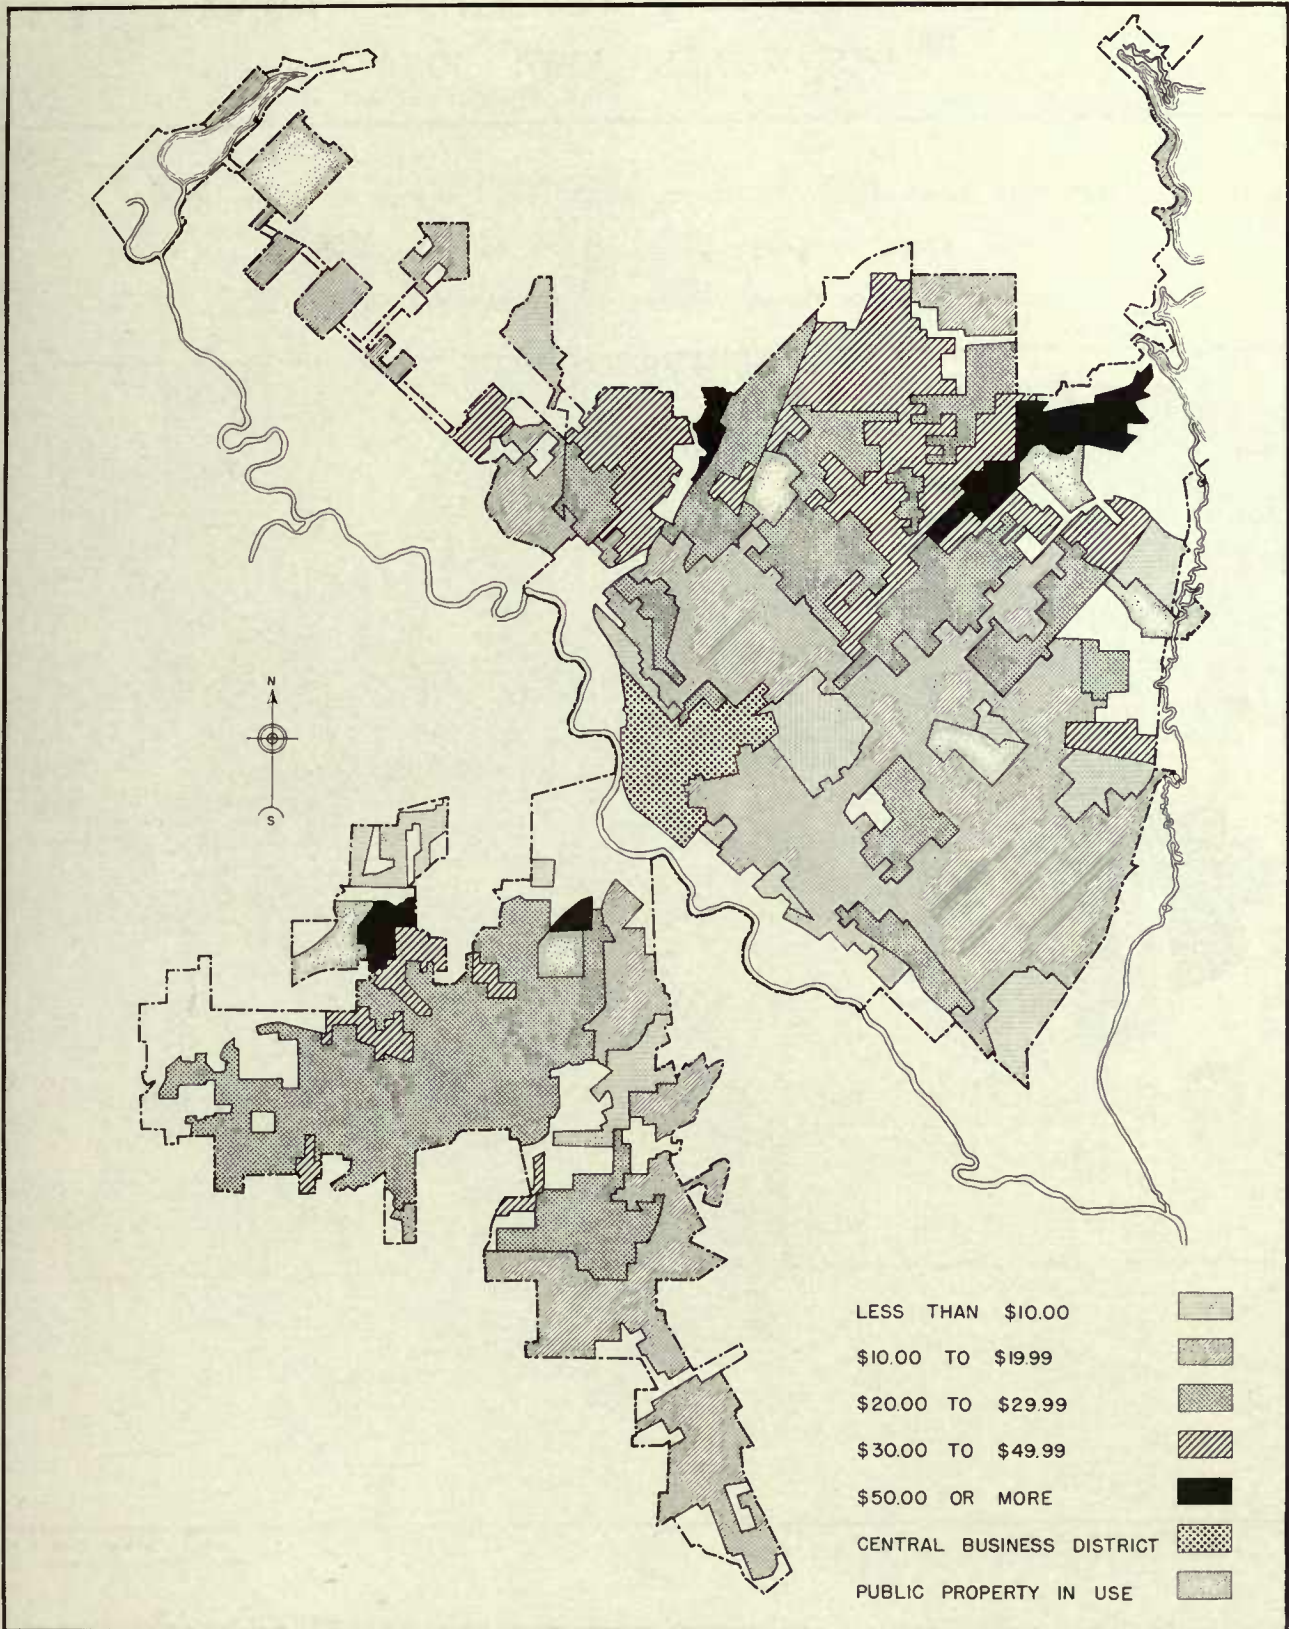 N
S
LESS THAN $10.00
$10.00 TO $19.99
$20.00 TO $29.99
$30.00 TO $49.99
$50.00 OR MORE
CENTRAL BUSINESS DISTRICT
PUBLIC PROPERTY IN USE